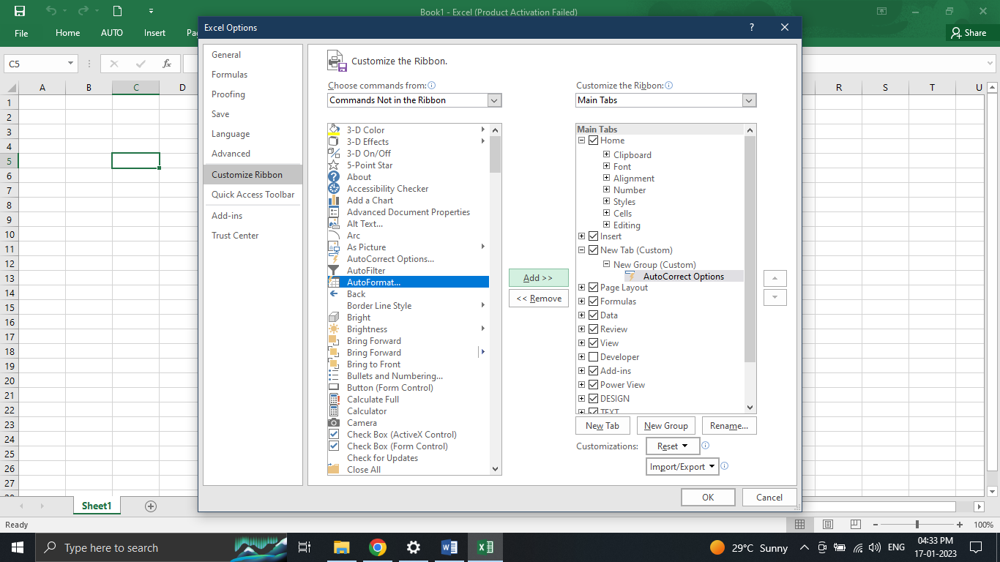 Book1 - Excel (Product Activation Failed)
File
Home
AUTO
Insert
Pa
Share
Excel Options
?
C5
fx
A
B
C
D
R
S
T
U
1
2
3
4
5
6
7
8
9
10
11
12
13
14
15
16
17
18
19
20
21
22
23
24
25
26
27
General
Formulas
Proofing
Save
Language
Advanced
Customize Ribbon
Quick Access Toolbar
Add-ins
Trust Center
Customize the Ribbon.
Choose commands from:
Commands Not in the Ribbon
3-D Color
3-D Effects
3-D On/Off
5-Point Star
About
Accessibility Checker
Add a Chart
Advanced Document Properties
Alt Text...
Arc
As Picture
AutoCorrect Options...
AutoFilter
AutoFormat...
Back
Border Line Style
Bright
Brightness
Bring Forward
Bring Forward
Bring to Front
Bullets and Numbering...
Button (Form Control)
Calculate Full
Calculator
Camera
Check Box (ActiveX Control)
Check Box (Form Control)
Check for Updates
Close All
Add >>
<< Remove
Customize the Ribbon:
Main Tabs
Main Tabs
Home
Clipboard
Font
Alignment
Number
Styles
Cells
Editing
Insert
New Tab (Custom)
New Group (Custom)
AutoCorrect Options
Page Layout
Formulas
Data
Review
View
Developer
Add-ins
Power View
DESIGN
TEXT
New Tab
New Group
Rename...
Customizations:
Reset
Import/Export
OK
Cancel
Sheet1
Ready
100%
Type here to search
29°C Sunny
ENG
04:33 PM
17-01-2023